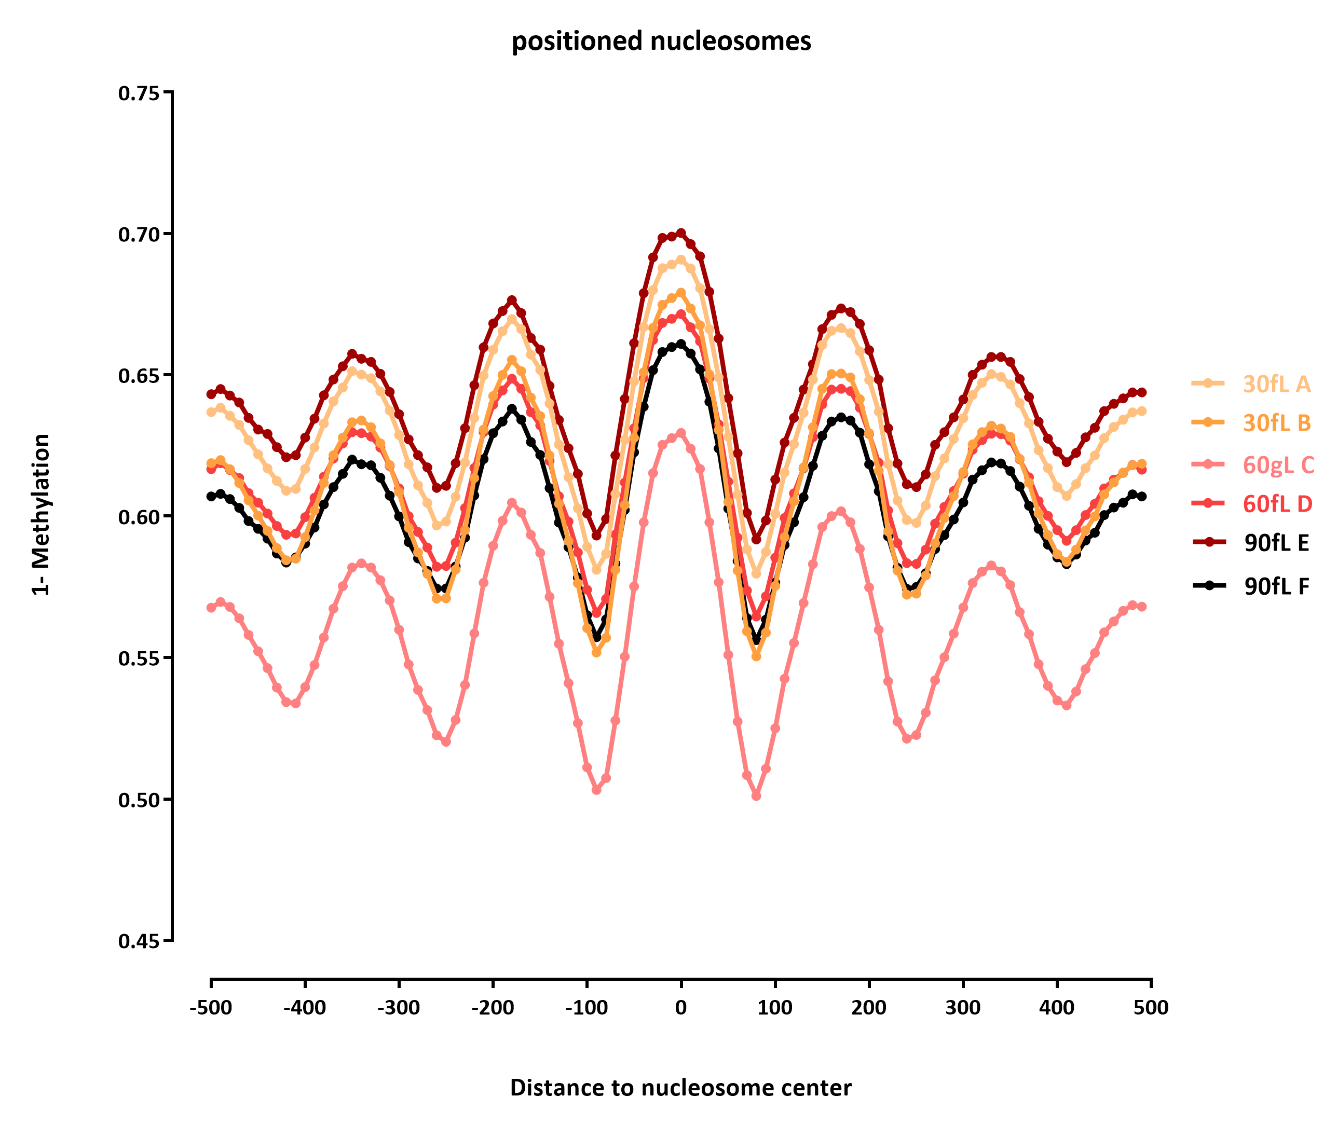 positioned nucleosomes
0.75
0.70
0.65
0.60
0.55
0.50
0.45
1- Methylation
-500 -400 -300 -200 -100 0 100 200 300 400 500
Distance to nucleosome center
30fL A
30fL B
60gL C
60fL D
90fL E
90fL F